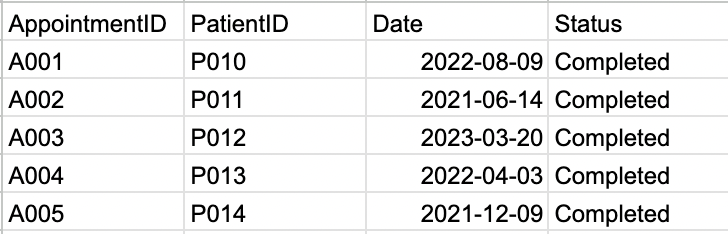 AppointmentID PatientID Date Status
A001 P010 2022-08-09 Completed
A002 P011 2021-06-14 Completed
A003 P012 2023-03-20 Completed
A004 P013 2022-04-03 Completed
A005 P014 2021-12-09 Completed